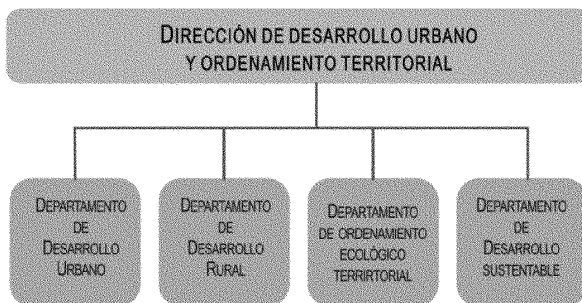 DIRECCIÓN DE DESARROLLO URBANO
Y ORDENAMIENTO TERRITORIAL
DEPARTAMENTO
DE
DESARROLLO
URBANO
DEPARTAMENTO
DE
DESARROLLO
RURAL
DEPARTAMENTO
DE ORDENAMIENTO
ECOLÓGICO
TERRIRTORIAL
DEPARTAMENTO
DE
DESARROLLO
SUSTENTABLE